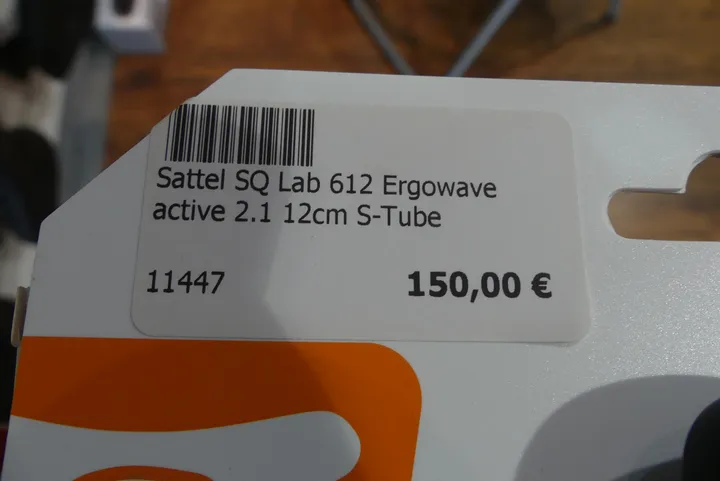 Sattel SQ Lab 612 Ergowave
active 2.1 12cm S-Tube
11447 150,00 €